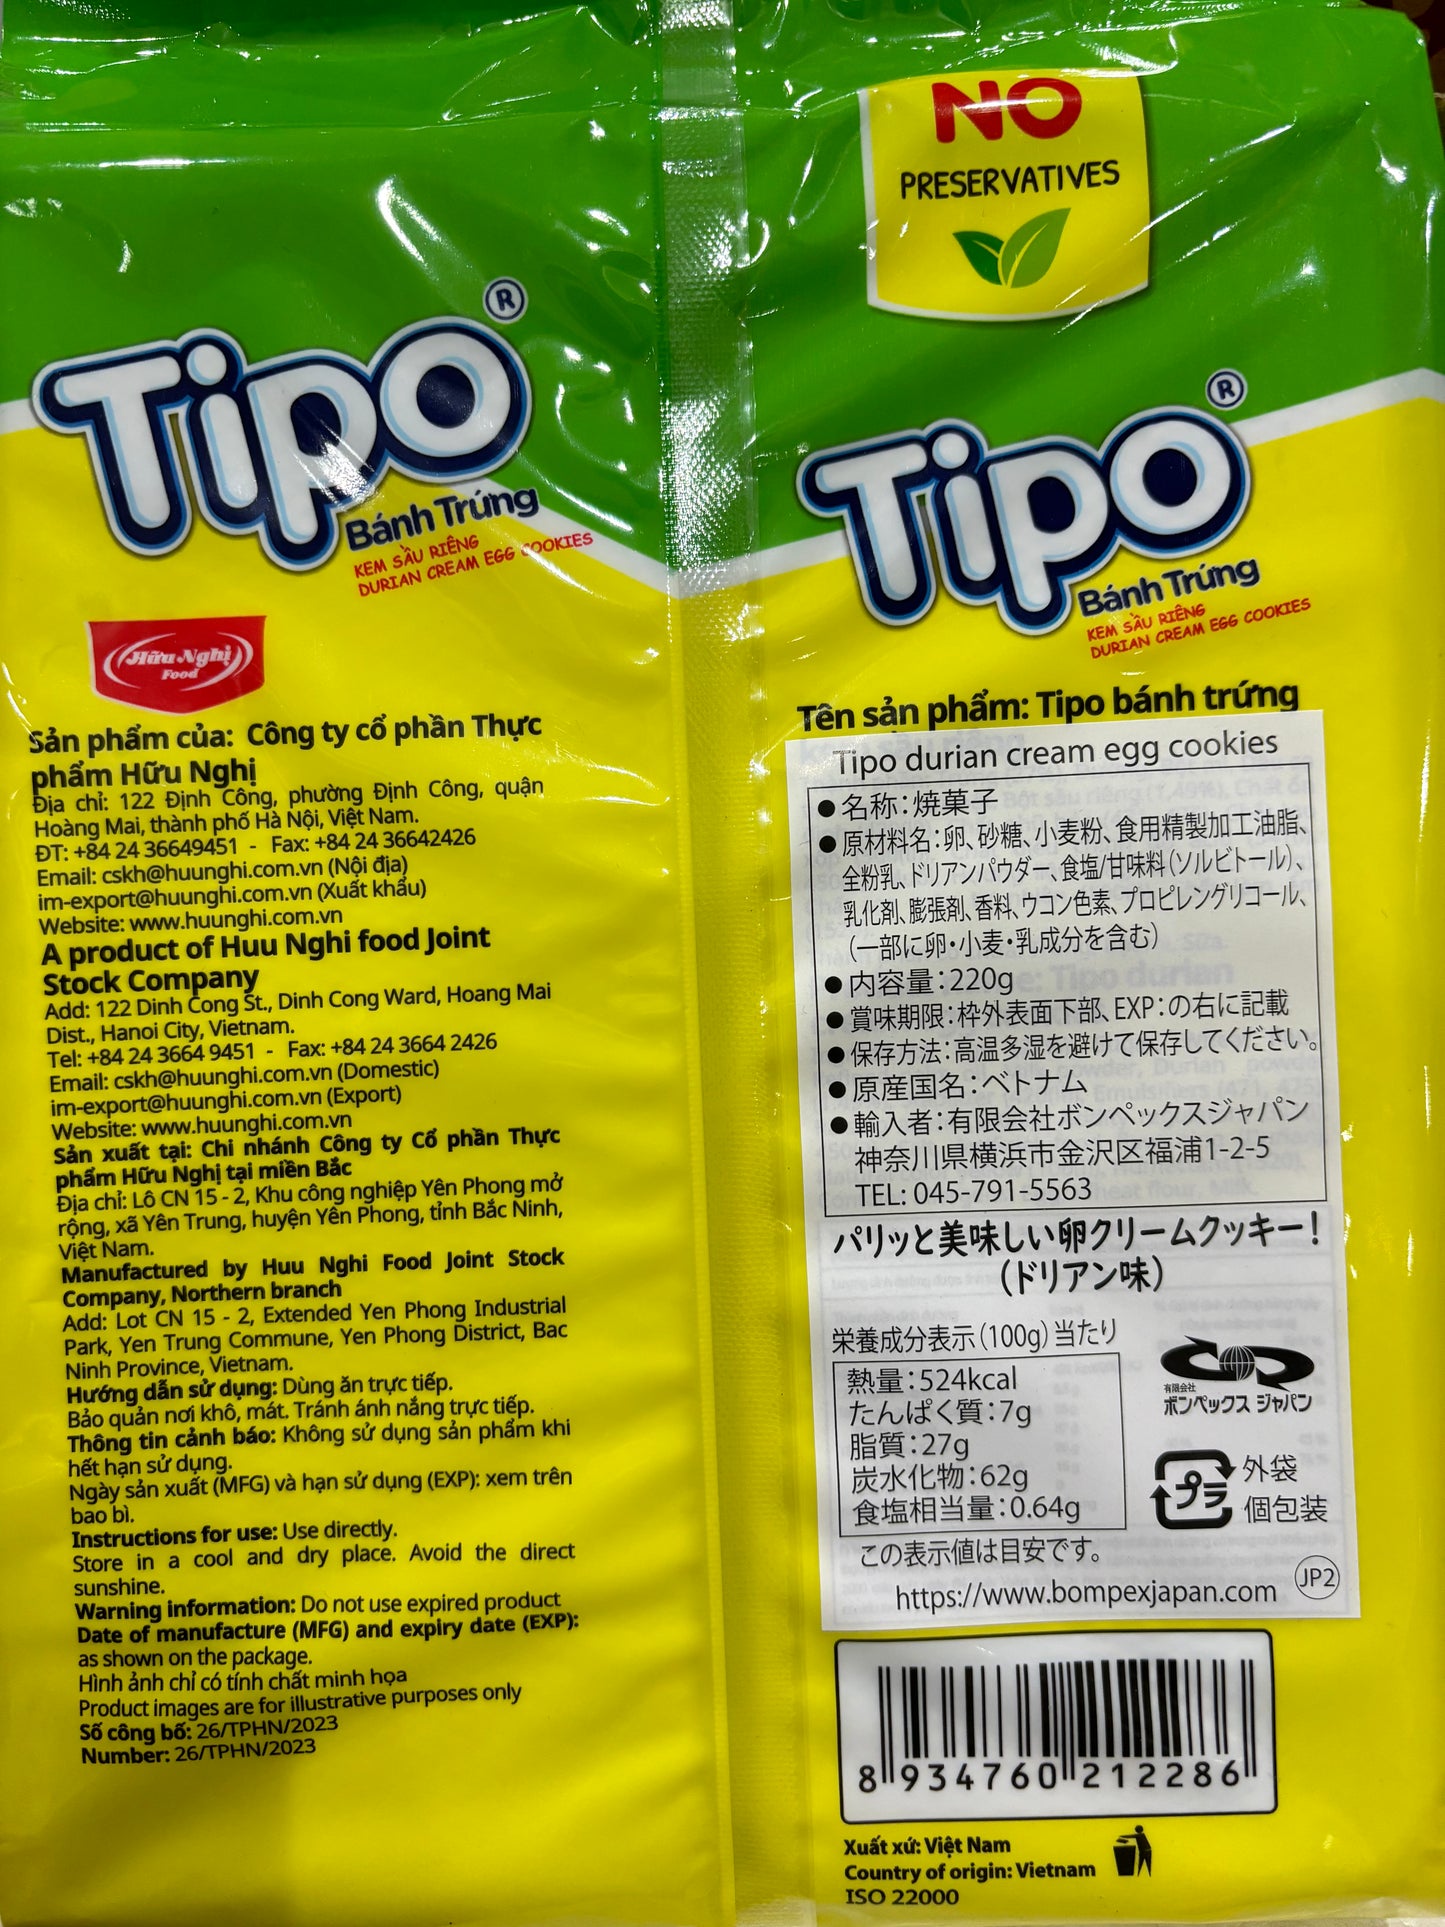 Tipo®
Bánh Trứng
KEM SẦU RIÊNG
DURIAN CREAM EGG COOKIES
Hữu Nghị
Food
Sản phẩm của: Công ty cổ phần Thực
phẩm Hữu Nghị
Địa chỉ: 122 Định Công, phường Định Công, quận
Hoàng Mai, thành phố Hà Nội, Việt Nam.
ĐT: +84 24 36649451 - Fax: +84 24 36642426
Email: cskh@huunghi.com.vn (Nội địa)
im-export@huunghi.com.vn (Xuất khẩu)
Website: www.huunghi.com.vn
A product of Huu Nghi food Joint
Stock Company
Add: 122 Dinh Cong St., Dinh Cong Ward, Hoang Mai
Dist., Hanoi City, Vietnam.
Tel: +84 24 3664 9451 - Fax: +84 24 3664 2426
Email: cskh@huunghi.com.vn (Domestic)
im-export@huunghi.com.vn (Export)
Website: www.huunghi.com.vn
Sản xuất tại: Chi nhánh Công ty Cổ phần Thực
phẩm Hữu Nghị tại miền Bắc
Địa chỉ: Lô CN 15 - 2, Khu công nghiệp Yên Phong mở
rộng, xã Yên Trung, huyện Yên Phong, tỉnh Bắc Ninh,
Việt Nam.
Manufactured by Huu Nghi Food Joint Stock
Company, Northern branch
Add: Lot CN 15 - 2, Extended Yen Phong Industrial
Park, Yen Trung Commune, Yen Phong District, Bac
Ninh Province, Vietnam.
Hướng dẫn sử dụng: Dùng ăn trực tiếp.
Bảo quản nơi khô, mát. Tránh ánh nắng trực tiếp.
Thông tin cảnh báo: Không sử dụng sản phẩm khi
hết hạn sử dụng.
Ngày sản xuất (MFG) và hạn sử dụng (EXP): xem trên
bao bì.
Instructions for use: Use directly.
Store in a cool and dry place. Avoid the direct
sunshine.
Warning information: Do not use expired product
Date of manufacture (MFG) and expiry date (EXP):
as shown on the package.
Hình ảnh chỉ có tính chất minh họa
Product images are for illustrative purposes only
Số công bố: 26/TPHN/2023
Number: 26/TPHN/2023
NO
PRESERVATIVES
Tipo®
Bánh Trứng
KEM SẦU RIÊNG
DURIAN CREAM EGG COOKIES
Tên sản phẩm: Tipo bánh trứng
Tipo durian cream egg cookies
●名称：焼菓子
●原材料名：卵、砂糖、小麦粉、食用精製加工油脂、
全粉乳、ドリアンパウダー、食塩/甘味料（ソルビトール）、
乳化剤、膨張剤、香料、ウコン色素、プロピレングリコール、
（一部に卵・小麦・乳成分を含む）
●内容量：220g
●賞味期限：枠外表面下部、EXP：の右に記載
●保存方法：高温多湿を避けて保存してください。
●原産国名：ベトナム
●輸入者：有限会社ボンペックスジャパン
神奈川県横浜市金沢区福浦1-2-5
TEL: 045-791-5563
パリッと美味しい卵クリームクッキー！
（ドリアン味）
栄養成分表示（100g）当たり
熱量：524kcal
たんぱく質：7g
脂質：27g
炭水化物：62g
食塩相当量：0.64g
この表示値は目安です。
有限会社
ボンペックス ジャパン
プラ
外袋
個包装
https://www.bompexjapan.com
JP2
8 934760 212286
Xuất xứ: Việt Nam
Country of origin: Vietnam
ISO 22000